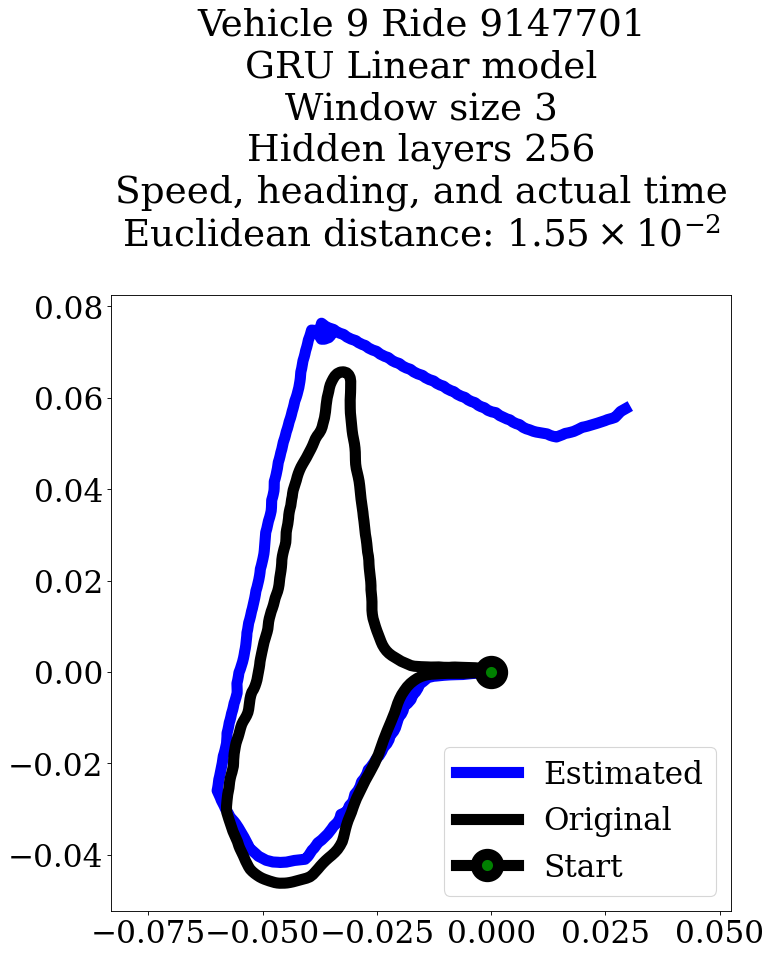 Vehicle 9 Ride 9147701
GRU Linear model
Window size 3
Hidden layers 256
Speed, heading, and actual time
Euclidean distance: 1.55 × 10⁻²
0.08
0.06
0.04
0.02
0.00
−0.02
−0.04
Estimated
Original
Start
−0.075 −0.050 −0.025 0.000 0.025 0.050